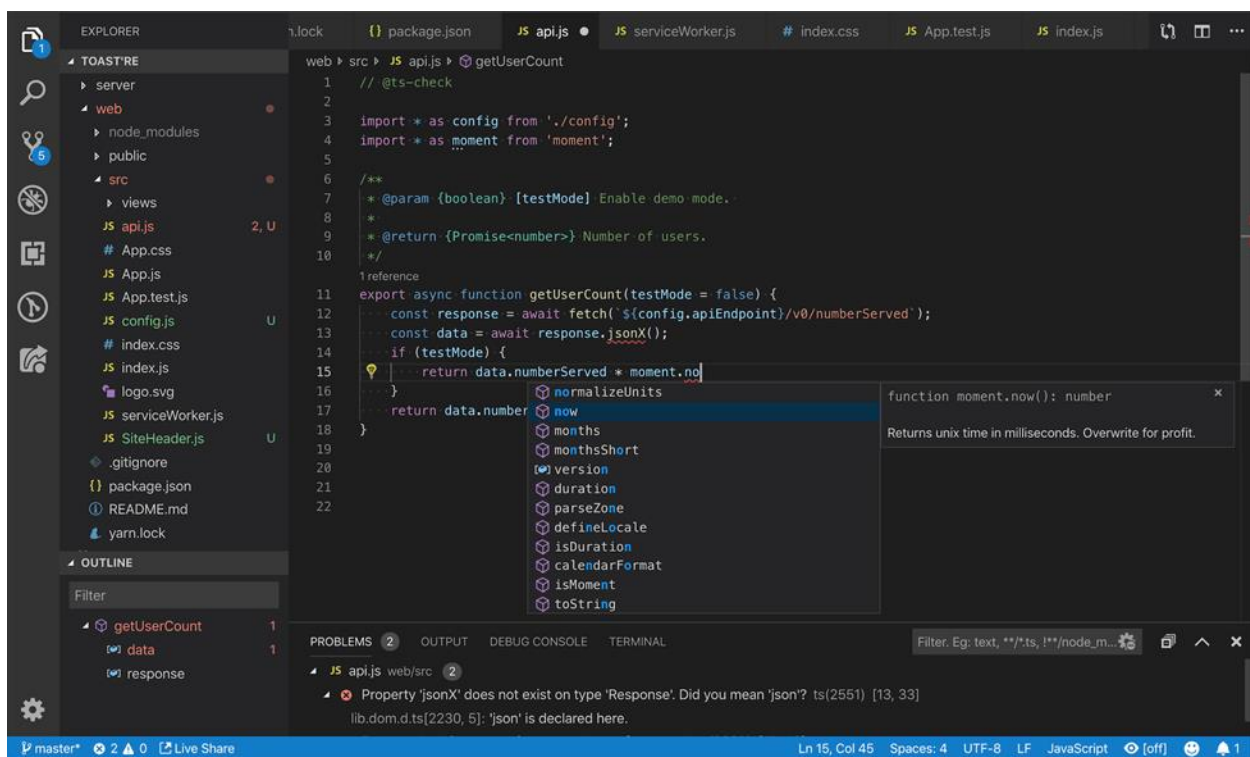 EXPLORER
TOAST'RE
server
web
node_modules
public
src
views
JS api.js 2, U
# App.css
JS App.js
JS App.test.js
JS config.js U
# index.css
JS index.js
logo.svg
JS serviceWorker.js
JS SiteHeader.js U
.gitignore
{} package.json
README.md
yarn.lock
OUTLINE
Filter
getUserCount 1
data 1
response
1
5
n.lock {} package.json JS api.js ● JS serviceWorker.js # index.css JS App.test.js JS index.js ...
web src JS api.js getUserCount
1 // @ts-check
2
3 import * as config from './config';
4 import * as moment from 'moment';
5
6 /**
7 * @param {boolean} [testMode] Enable demo mode.
8 *
9 * @return {Promise<number>} Number of users.
10 */
1 reference
11 export async function getUserCount(testMode = false) {
12 const response = await fetch(`${config.apiEndpoint}/v0/numberServed`);
13 const data = await response.jsonX();
14 if (testMode) {
15 return data.numberServed * moment.no
16 }
17 return data.number
18 }
19
20
21
22
normalizeUnits
now
months
monthsShort
version
duration
parseZone
defineLocale
isDuration
calendarFormat
isMoment
toString
function moment.now(): number ×
Returns unix time in milliseconds. Overwrite for profit.
PROBLEMS 2 OUTPUT DEBUG CONSOLE TERMINAL Filter. Eg: text, **/*.ts, !**/node_m...
JS api.js web/src 2
Property 'jsonX' does not exist on type 'Response'. Did you mean 'json'? ts(2551) [13, 33]
lib.dom.d.ts[2230, 5]: 'json' is declared here.
master* 2 0 Live Share Ln 15, Col 45 Spaces: 4 UTF-8 LF JavaScript [off] 1